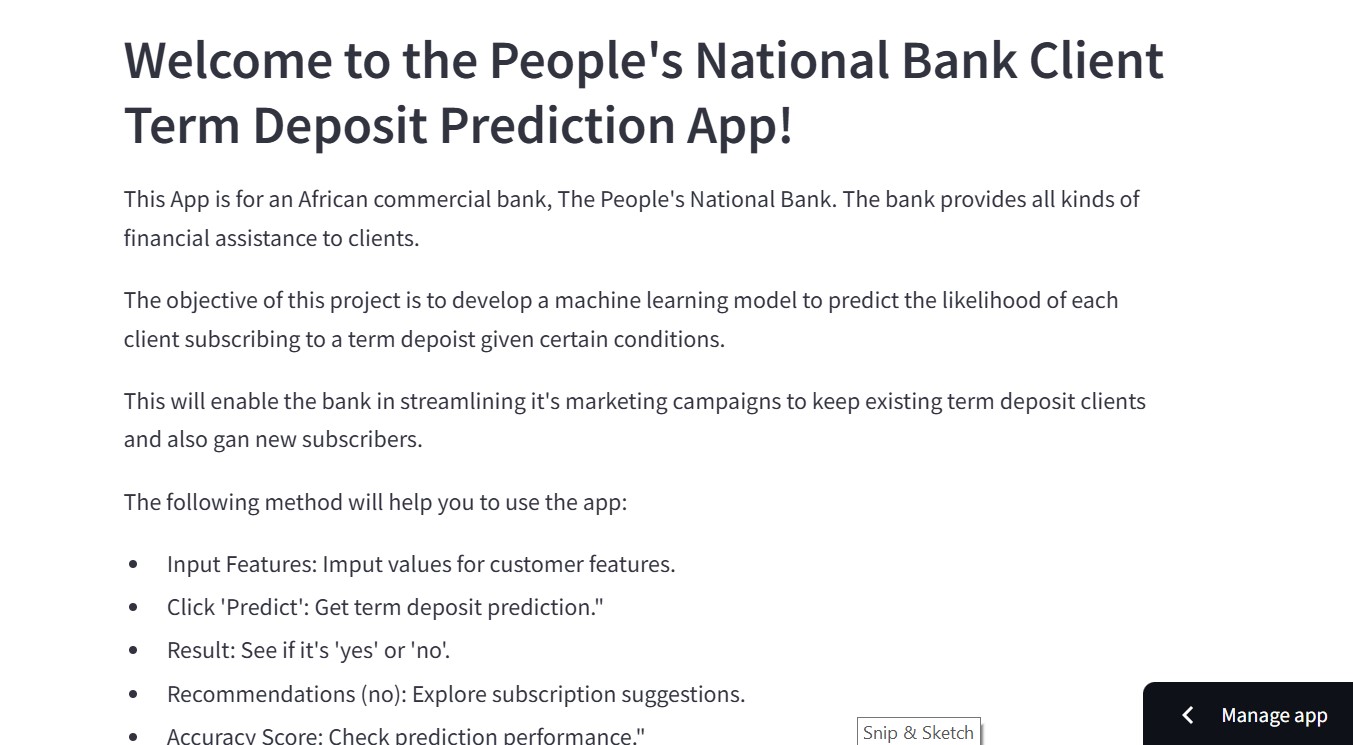 Welcome to the People's National Bank Client
Term Deposit Prediction App!
This App is for an African commercial bank, The People's National Bank. The bank provides all kinds of
financial assistance to clients.
The objective of this project is to develop a machine learning model to predict the likelihood of each
client subscribing to a term depoist given certain conditions.
This will enable the bank in streamlining it's marketing campaigns to keep existing term deposit clients
and also gan new subscribers.
The following method will help you to use the app:
• Input Features: Imput values for customer features.
• Click 'Predict': Get term deposit prediction."
• Result: See if it's 'yes' or 'no'.
• Recommendations (no): Explore subscription suggestions.
• Accuracy Score: Check prediction performance."
Snip & Sketch
Manage app